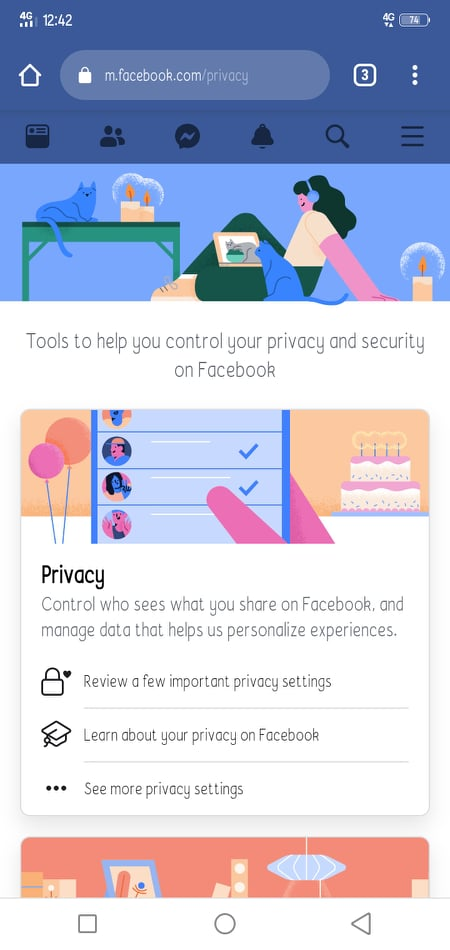 4G 12:42 4G 74
m.facebook.com/privacy 3
Tools to help you control your privacy and security
on Facebook
Privacy
Control who sees what you share on Facebook, and
manage data that helps us personalize experiences.
Review a few important privacy settings
Learn about your privacy on Facebook
See more privacy settings